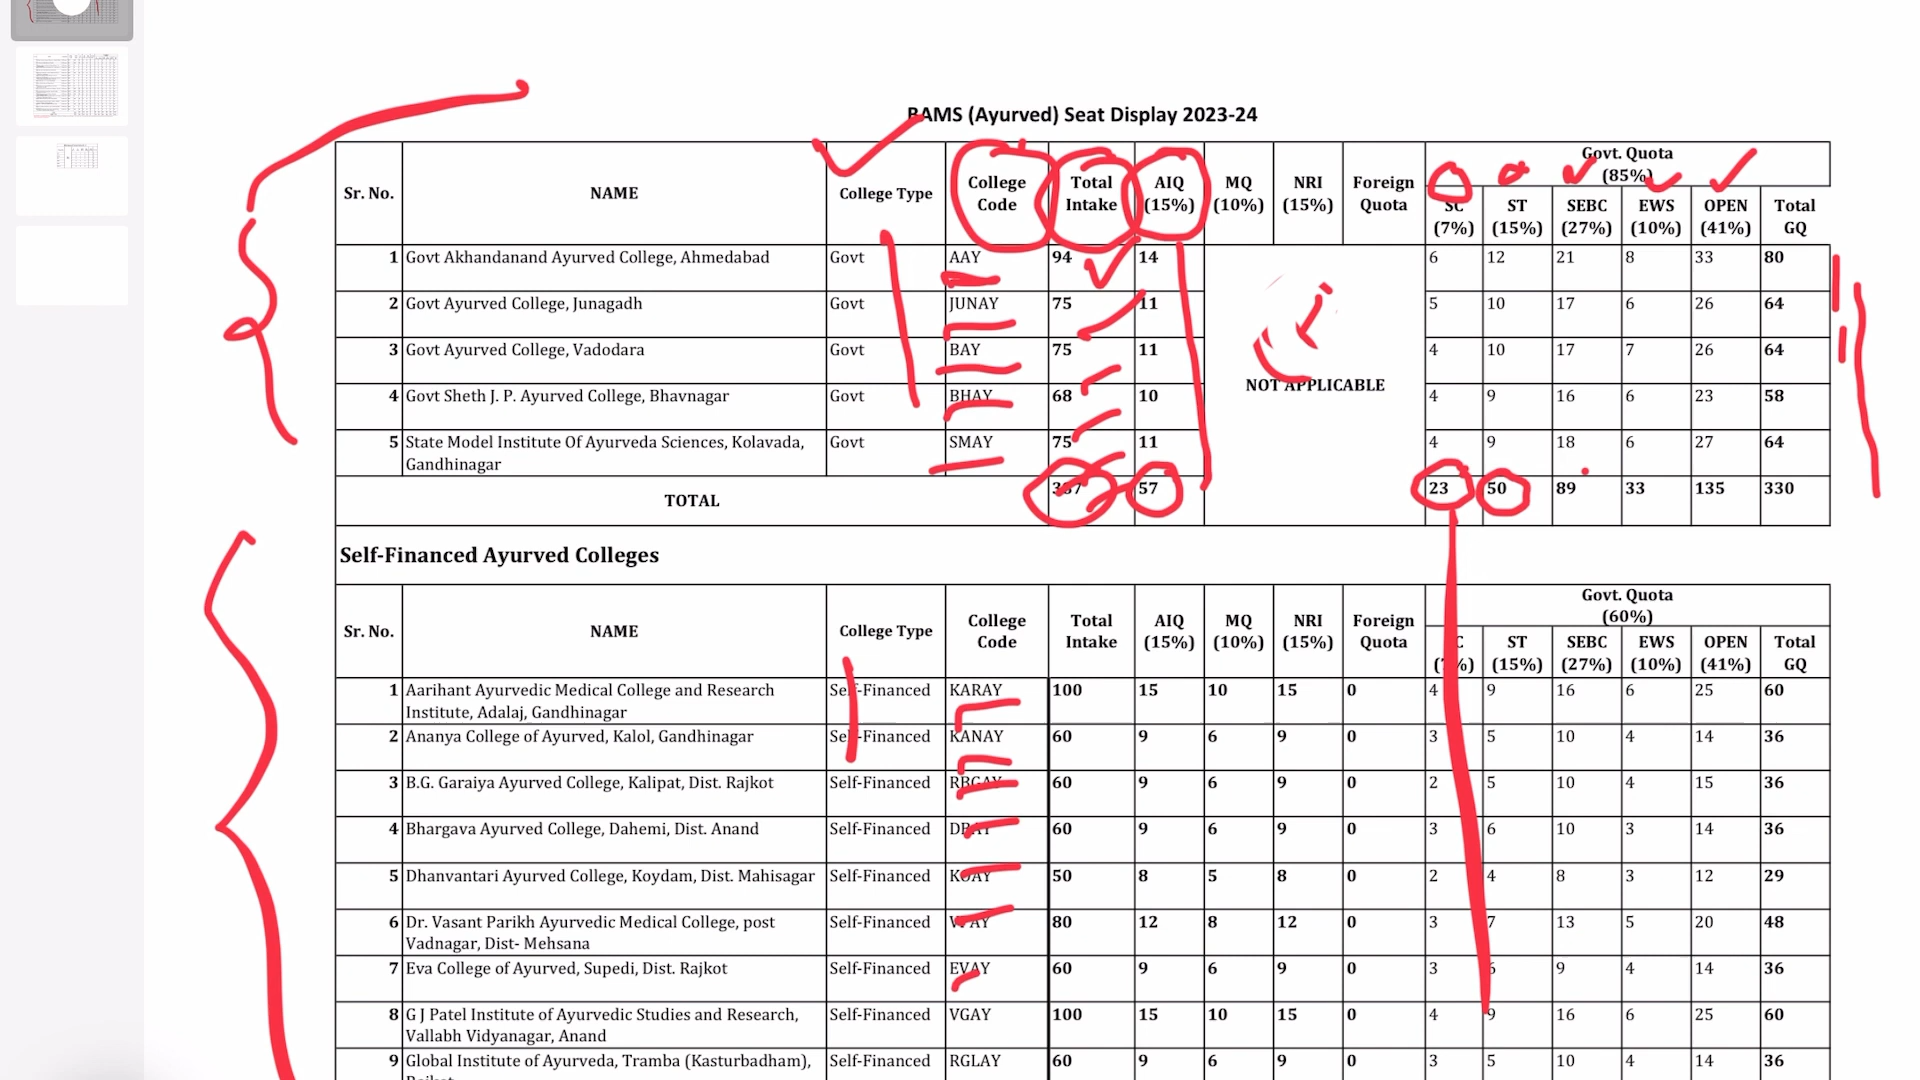 BAMS (Ayurved) Seat Display 2023-24
Sr. No. NAME College Type College Code Total Intake AIQ (15%) MQ (10%) NRI (15%) Foreign Quota Govt. Quota (85%)
SC (7%) ST (15%) SEBC (27%) EWS (10%) OPEN (41%) Total GQ
1 Govt Akhandanand Ayurved College, Ahmedabad Govt AAY 94 14 6 12 21 8 33 80
2 Govt Ayurved College, Junagadh Govt JUNAY 75 11 5 10 17 6 26 64
3 Govt Ayurved College, Vadodara Govt BAY 75 11 4 10 17 7 26 64
NOT APPLICABLE
4 Govt Sheth J. P. Ayurved College, Bhavnagar Govt BHAY 68 10 4 9 16 6 23 58
5 State Model Institute Of Ayurveda Sciences, Kolavada, Govt SMAY 75 11 4 9 18 6 27 64
Gandhinagar
TOTAL 57 23 50 89 33 135 330
Self-Financed Ayurved Colleges
Sr. No. NAME College Type College Code Total Intake AIQ (15%) MQ (10%) NRI (15%) Foreign Quota Govt. Quota (60%)
ST (15%) SEBC (27%) EWS (10%) OPEN (41%) Total GQ
1 Aarihant Ayurvedic Medical College and Research Self-Financed KARAY 100 15 10 15 0 4 9 16 6 25 60
Institute, Adalaj, Gandhinagar
2 Ananya College of Ayurved, Kalol, Gandhinagar Self-Financed KANAY 60 9 6 9 0 3 5 10 4 14 36
3 B.G. Garaiya Ayurved College, Kalipat, Dist. Rajkot Self-Financed 60 9 6 9 0 2 5 10 4 15 36
4 Bhargava Ayurved College, Dahemi, Dist. Anand Self-Financed 60 9 6 9 0 3 6 10 3 14 36
5 Dhanvantari Ayurved College, Koydam, Dist. Mahisagar Self-Financed 50 8 5 8 0 2 4 8 3 12 29
6 Dr. Vasant Parikh Ayurvedic Medical College, post Self-Financed 80 12 8 12 0 3 7 13 5 20 48
Vadnagar, Dist- Mehsana
7 Eva College of Ayurved, Supedi, Dist. Rajkot Self-Financed EVAY 60 9 6 9 0 3 9 4 14 36
8 G J Patel Institute of Ayurvedic Studies and Research, Self-Financed VGAY 100 15 10 15 0 4 9 16 6 25 60
Vallabh Vidyanagar, Anand
9 Global Institute of Ayurveda, Tramba (Kasturbadham), Self-Financed RGLAY 60 9 6 9 0 3 5 10 4 14 36